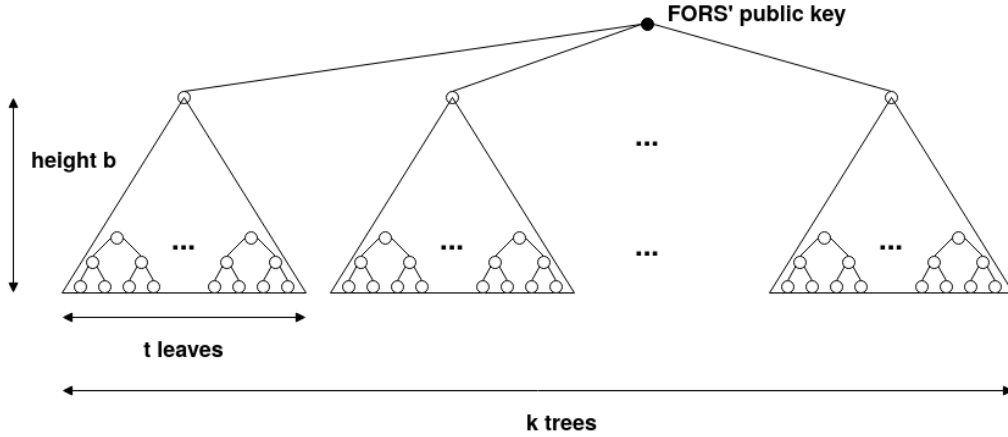 FORS' public key
height b
...
... ... ... ...
t leaves
k trees